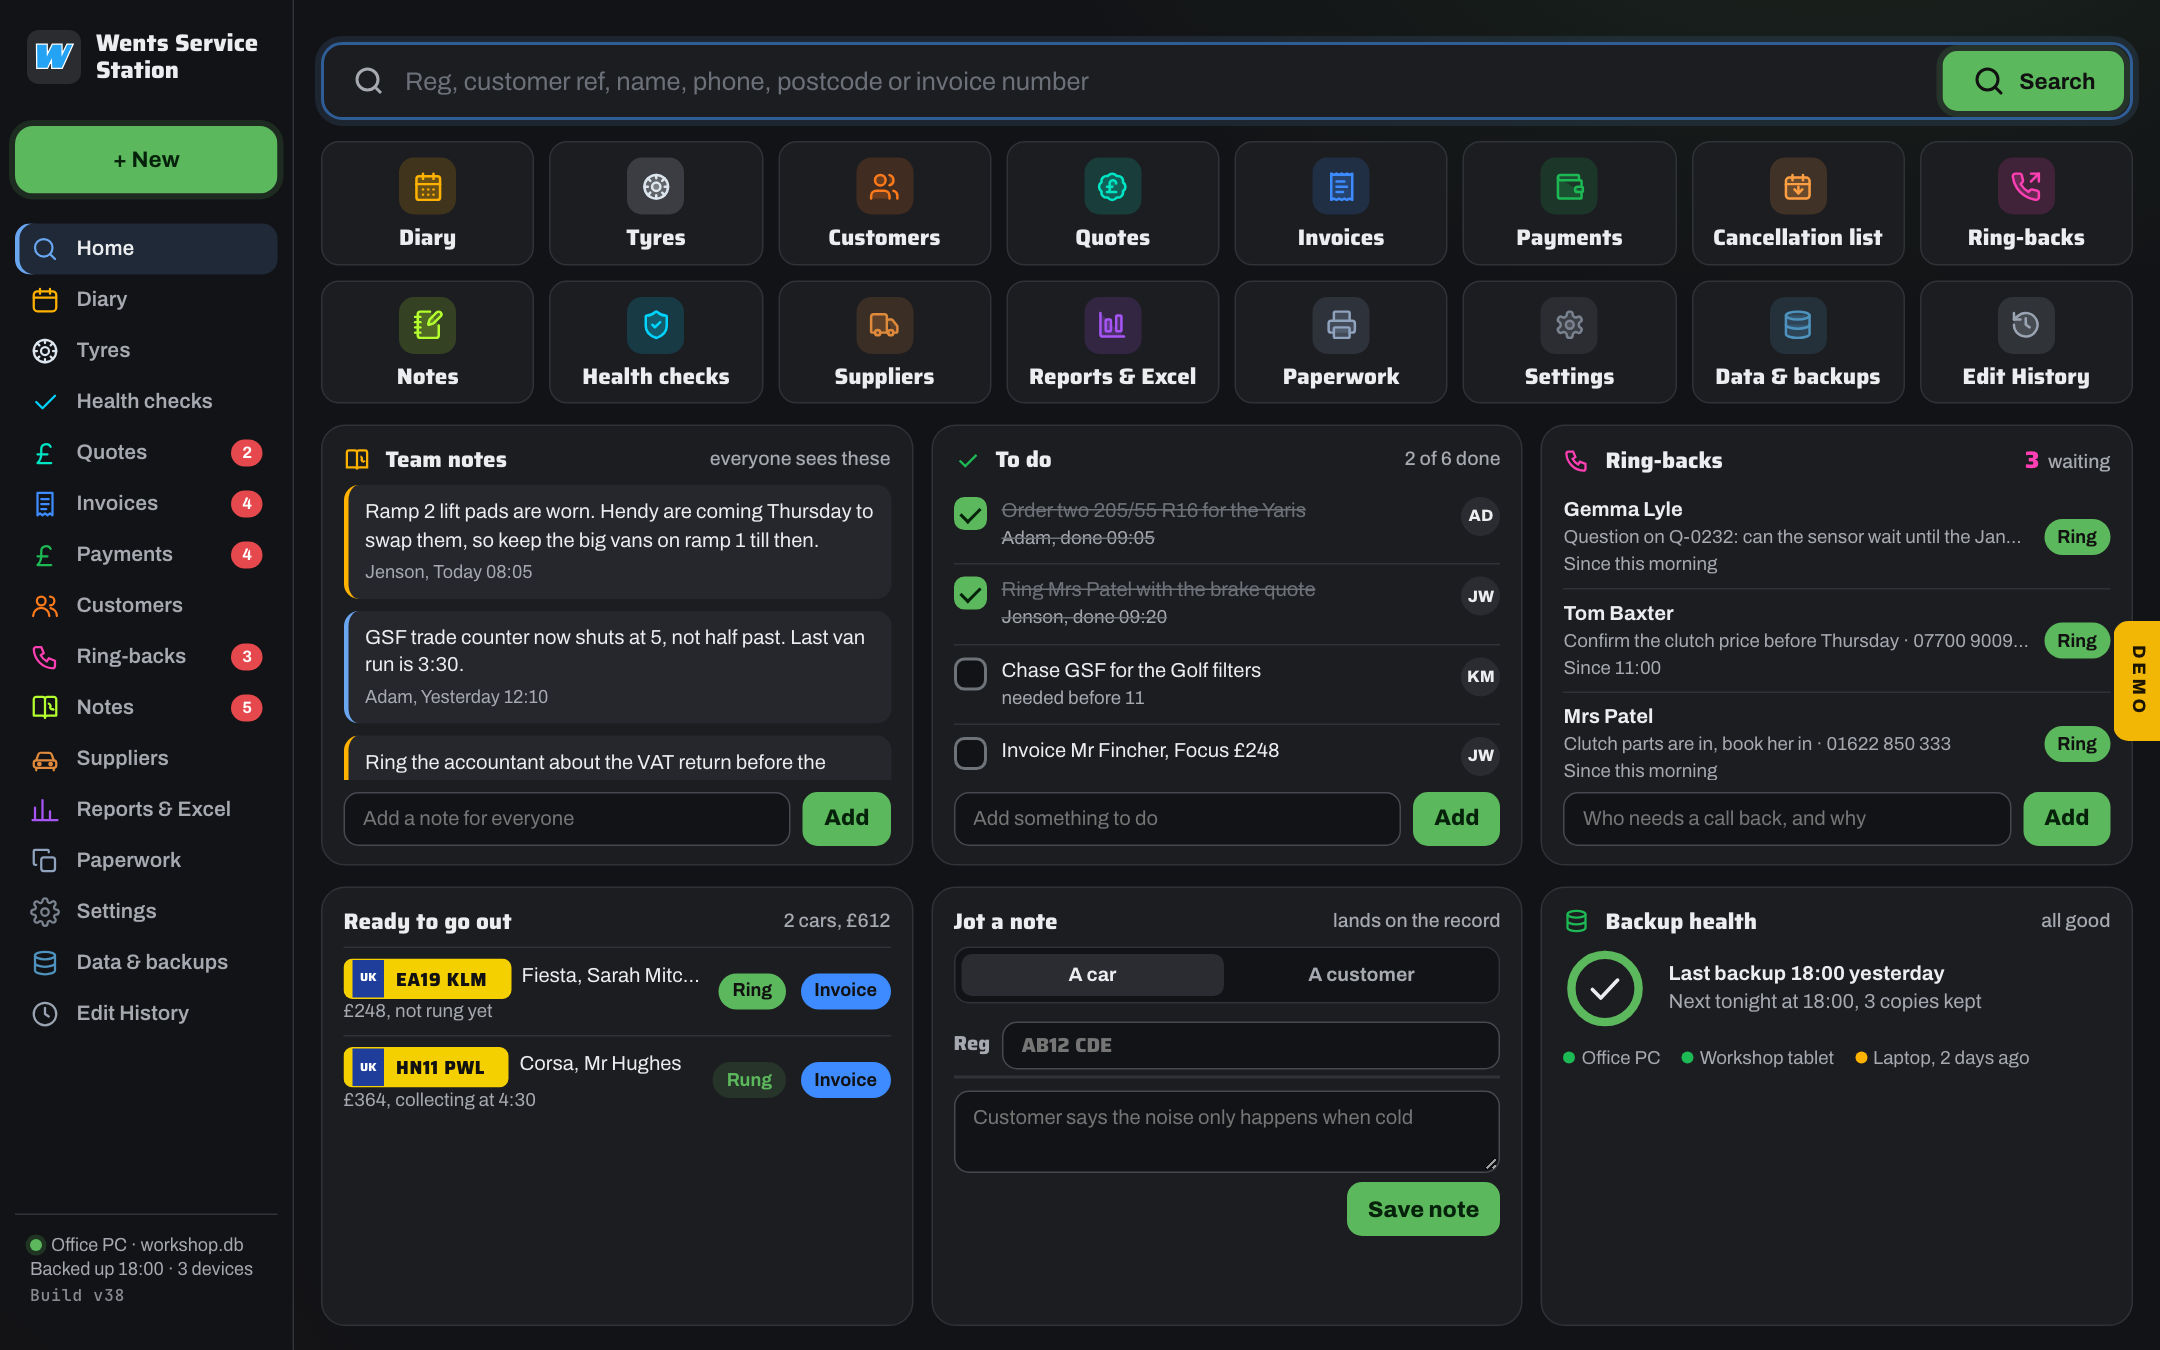 W
Wents Service
Station
+ New
Home
Diary
Tyres
Health checks
£ Quotes 2
Invoices 4
£ Payments 4
Customers
Ring-backs 3
Notes 5
Suppliers
Reports & Excel
Paperwork
Settings
Data & backups
Edit History
Office PC · workshop.db
Backed up 18:00 · 3 devices
Build v38
Reg, customer ref, name, phone, postcode or invoice number
Search
Diary
Tyres
Customers
£
Quotes
Invoices
Payments
Cancellation list
Ring-backs
Notes
Health checks
Suppliers
Reports & Excel
Paperwork
Settings
Data & backups
Edit History
Team notes everyone sees these
Ramp 2 lift pads are worn. Hendy are coming Thursday to
swap them, so keep the big vans on ramp 1 till then.
Jenson, Today 08:05
GSF trade counter now shuts at 5, not half past. Last van
run is 3:30.
Adam, Yesterday 12:10
Ring the accountant about the VAT return before the
Add a note for everyone Add
To do 2 of 6 done
Order two 205/55 R16 for the Yaris AD
Adam, done 09:05
Ring Mrs Patel with the brake quote JW
Jenson, done 09:20
Chase GSF for the Golf filters KM
needed before 11
Invoice Mr Fincher, Focus £248 JW
Add something to do Add
Ring-backs 3 waiting
Gemma Lyle
Question on Q-0232: can the sensor wait until the Jan... Ring
Since this morning
Tom Baxter
Confirm the clutch price before Thursday · 07700 9009... Ring
Since 11:00
Mrs Patel
Clutch parts are in, book her in · 01622 850 333 Ring
Since this morning
Who needs a call back, and why Add
DEMO
Ready to go out 2 cars, £612
UK EA19 KLM Fiesta, Sarah Mitc... Ring Invoice
£248, not rung yet
UK HN11 PWL Corsa, Mr Hughes Rung Invoice
£364, collecting at 4:30
Jot a note lands on the record
A car A customer
Reg AB12 CDE
Customer says the noise only happens when cold
Save note
Backup health all good
Last backup 18:00 yesterday
Next tonight at 18:00, 3 copies kept
Office PC Workshop tablet Laptop, 2 days ago